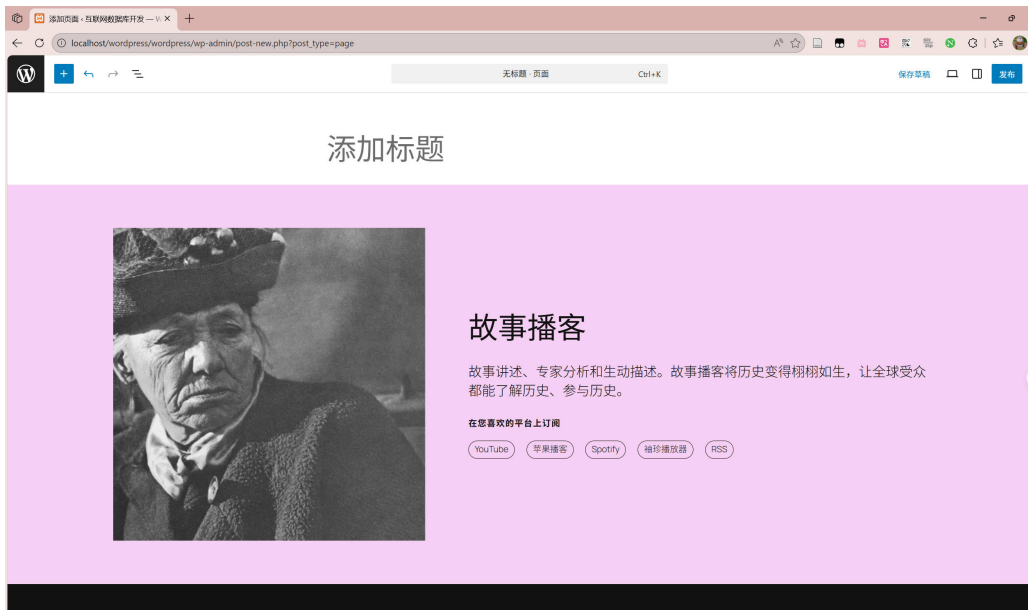 添加页面 ‹ 互联网数据库开发 — W
localhost/wordpress/wordpress/wp-admin/post-new.php?post_type=page
无标题 · 页面 Ctrl+K
保存草稿
发布
添加标题
故事播客
故事讲述、专家分析和生动描述。故事播客将历史变得栩栩如生，让全球受众
都能了解历史、参与历史。
在您喜欢的平台上订阅
YouTube 苹果播客 Spotify 袖珍播放器 RSS